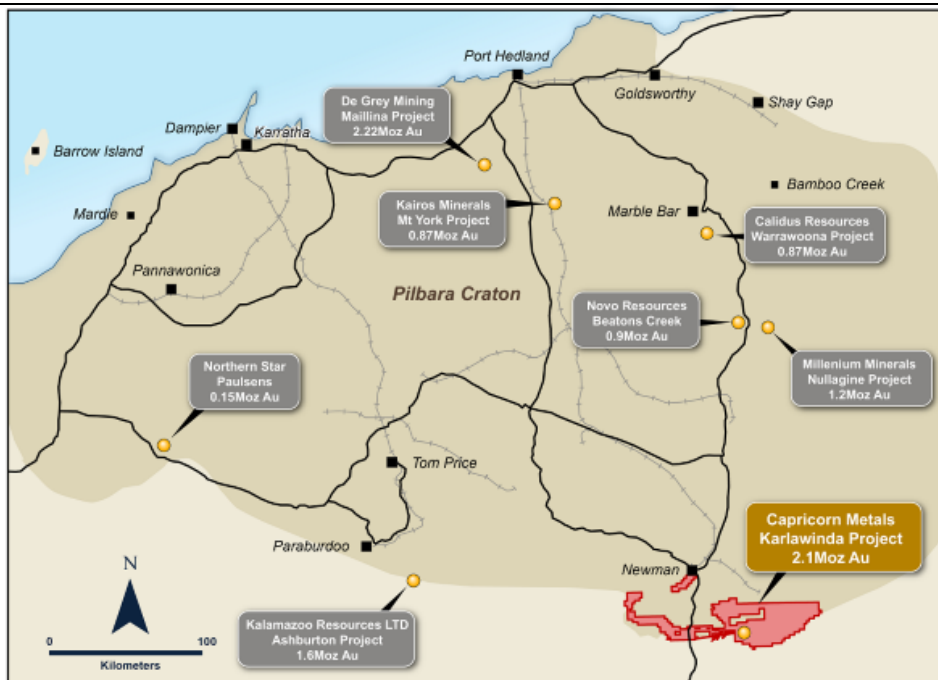 Port Hedland
Goldsworthy
Shay Gap
De Grey Mining
Maillina Project
2.22Moz Au
Dampier
Karratha
Barrow Island
Bamboo Creek
Kairos Minerals
Mt York Project
0.87Moz Au
Mardie
Marble Bar
Calidus Resources
Warrawoona Project
0.87Moz Au
Pannawonica
Pilbara Craton
Novo Resources
Beatons Creek
0.9Moz Au
Northern Star
Paulsens
0.15Moz Au
Millenium Minerals
Nullagine Project
1.2Moz Au
Tom Price
Capricorn Metals
Karlawinda Project
2.1Moz Au
Paraburdoo
Newman
N
0
100
Kilometers
Kalamazoo Resources LTD
Ashburton Project
1.6Moz Au